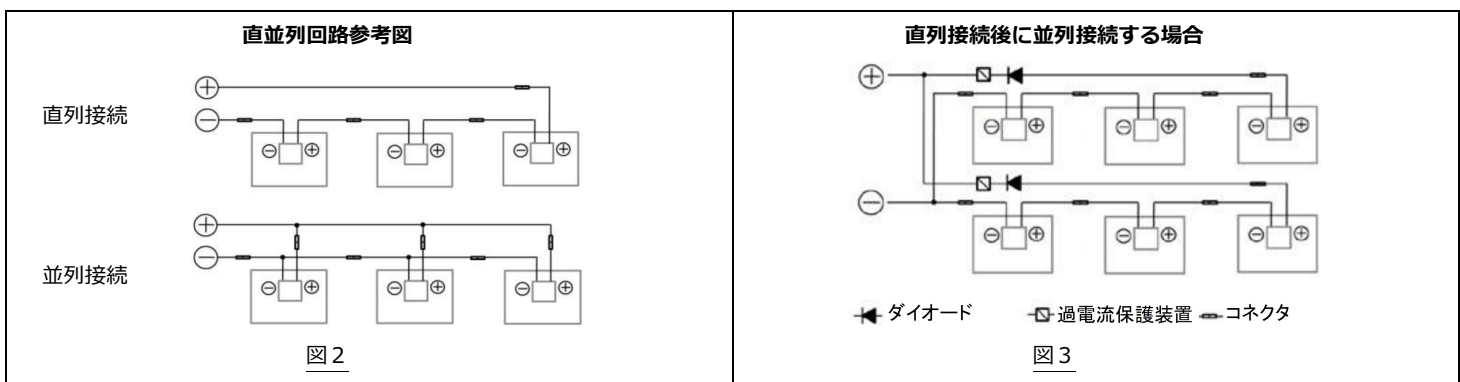 直並列回路参考図
直列接続
⊕
⊖
⊖ ⊕ ⊖ ⊕ ⊖ ⊕
並列接続
⊕
⊖
⊖ ⊕ ⊖ ⊕ ⊖ ⊕
図2
直列接続後に並列接続する場合
⊕
⊖ ⊕ ⊖ ⊕ ⊖ ⊕
⊖
⊖ ⊕ ⊖ ⊕ ⊖ ⊕
ダイオード 過電流保護装置 コネクタ
図3